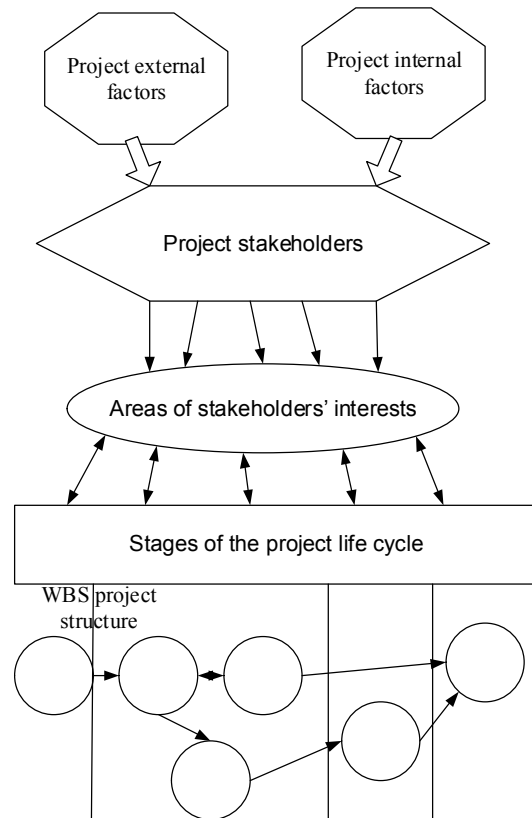 Project external
factors
Project internal
factors
Project stakeholders
Areas of stakeholders’ interests
Stages of the project life cycle
WBS project
structure